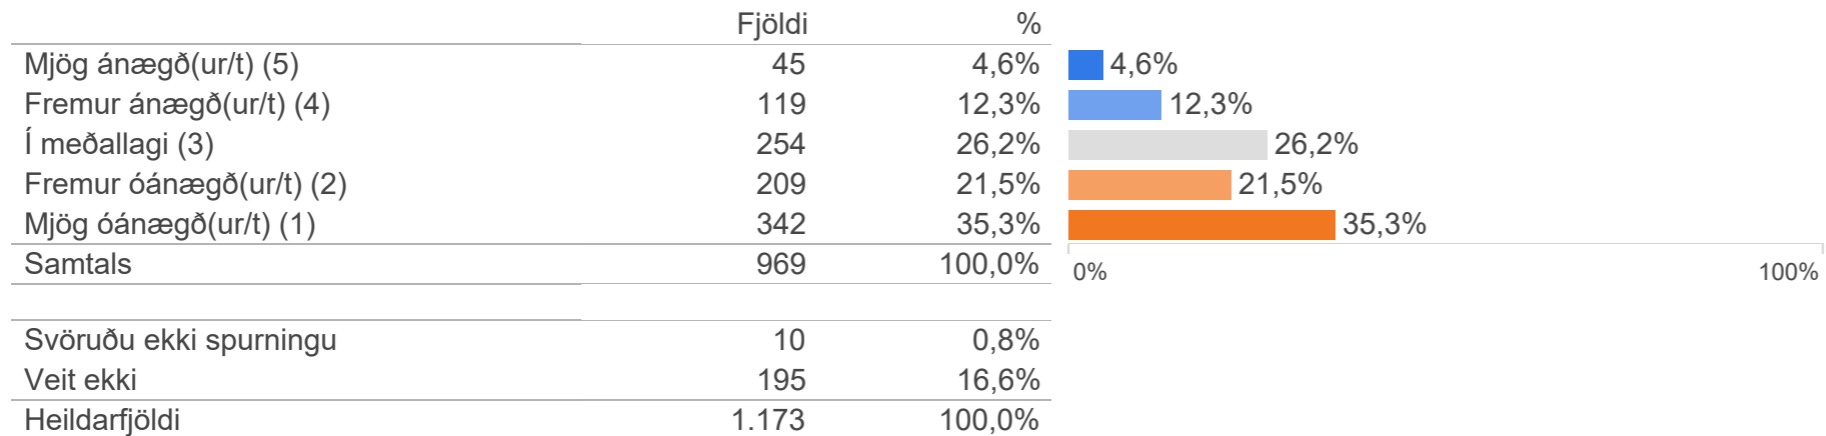 Fjöldi %
Mjög ánægð(ur/t) (5) 45 4,6% 4,6%
Fremur ánægð(ur/t) (4) 119 12,3% 12,3%
Í meðallagi (3) 254 26,2% 26,2%
Fremur óánægð(ur/t) (2) 209 21,5% 21,5%
Mjög óánægð(ur/t) (1) 342 35,3% 35,3%
Samtals 969 100,0% 0% 100%
Svöruðu ekki spurningu 10 0,8%
Veit ekki 195 16,6%
Heildarfjöldi 1.173 100,0%